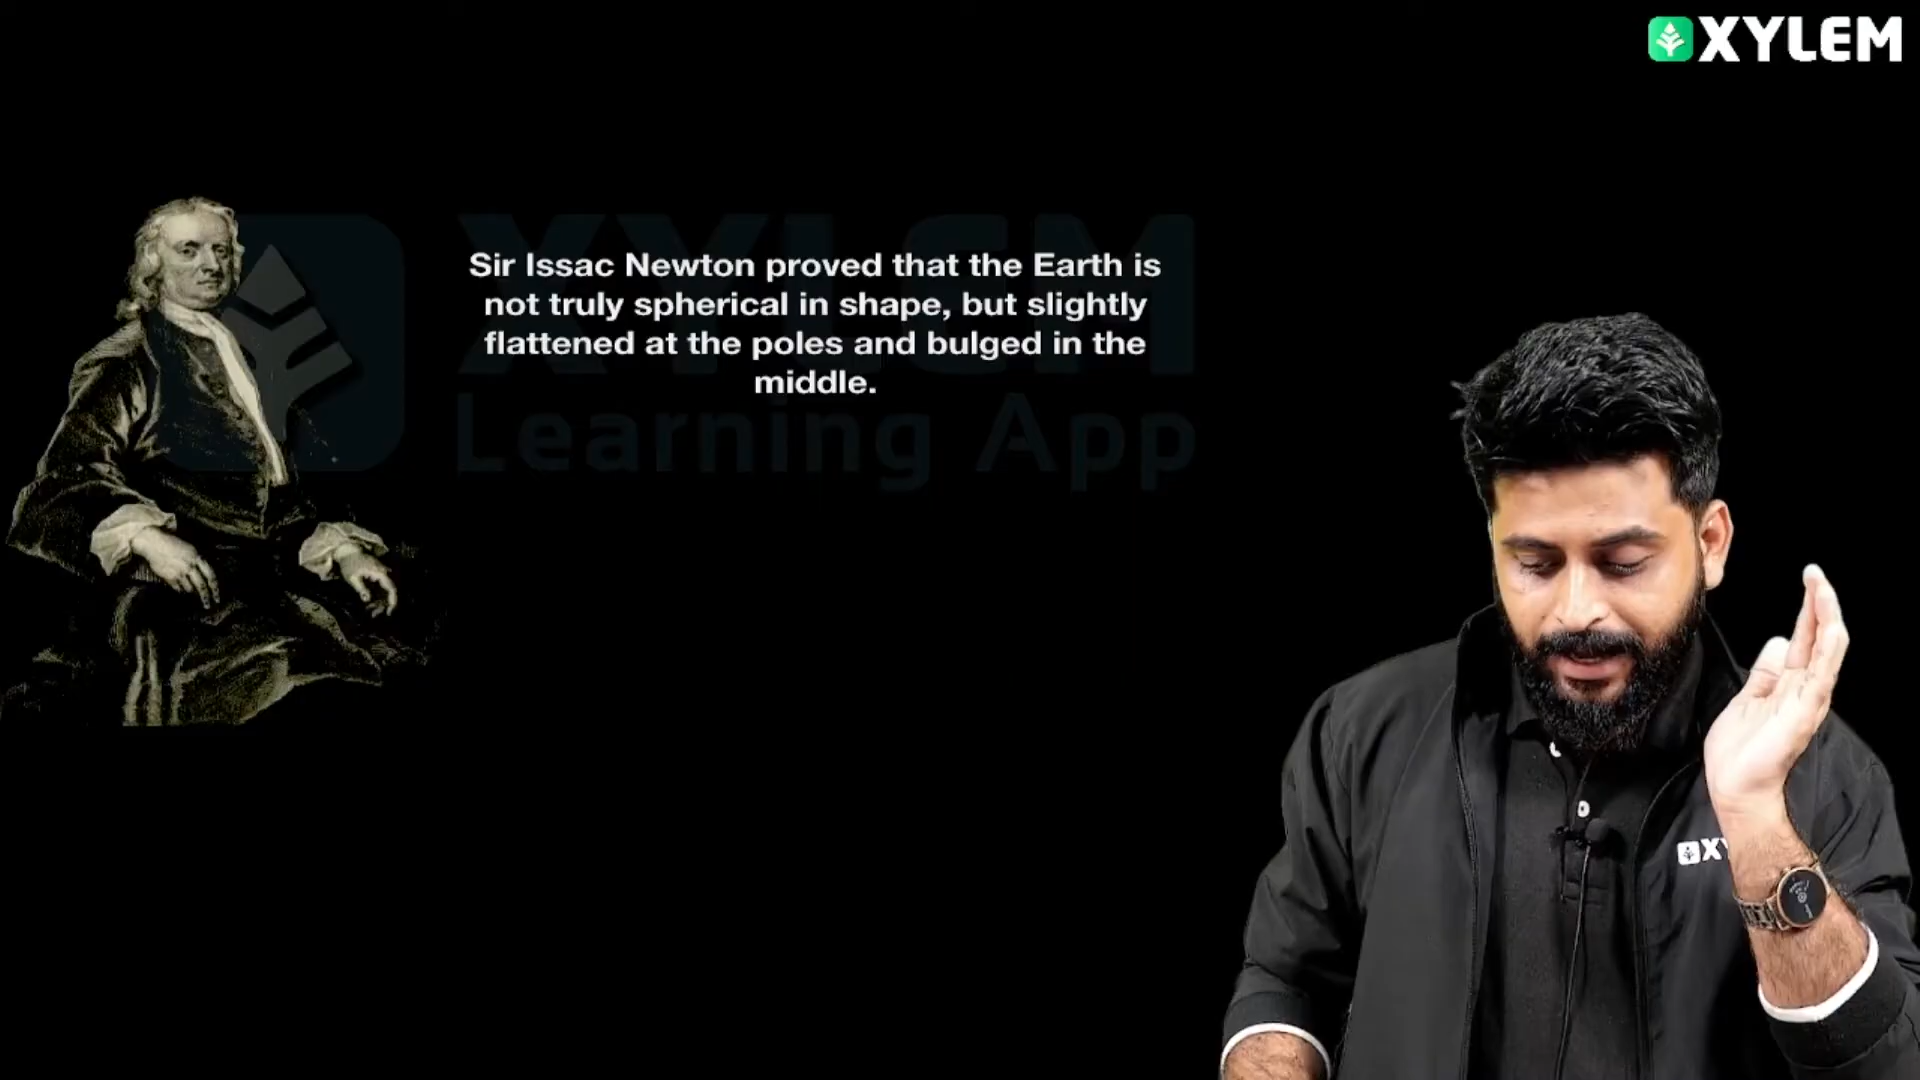 XYLEM
XYLEM
Learning App
Sir Issac Newton proved that the Earth is
not truly spherical in shape, but slightly
flattened at the poles and bulged in the
middle.
XY